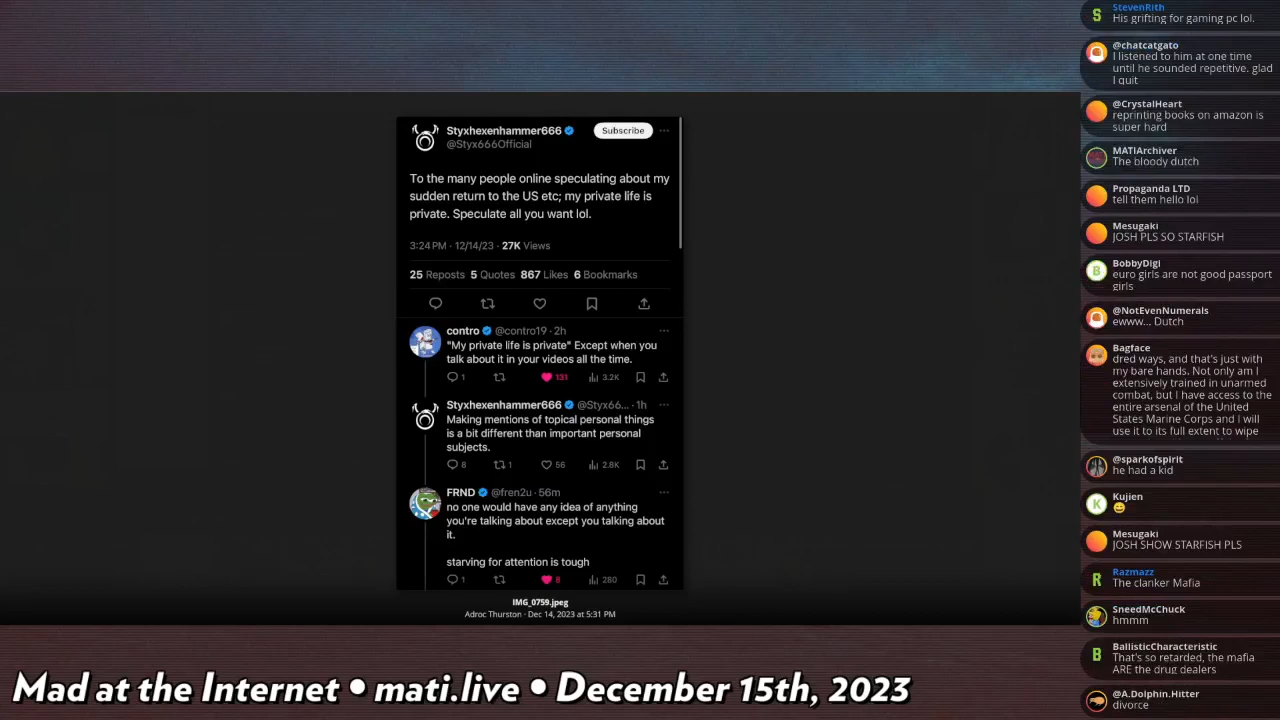 Styxhexenhammer666
Subscribe
@Styx666Official
To the many people online speculating about my
sudden return to the US etc; my private life is
private. Speculate all you want lol.
3:24 PM · 12/14/23 · 27K Views
25 Reposts 5 Quotes 867 Likes 6 Bookmarks
contro @contro19 · 2h
"My private life is private" Except when you
talk about it in your videos all the time.
1 131 3.2K
Styxhexenhammer666 @Styx66... · 1h
Making mentions of topical personal things
is a bit different than important personal
subjects.
6 1 56 2.8K
FRND @fren2u · 56m
no one would have any idea of anything
you're talking about except you talking about
it.
starving for attention is tough
1 8 280
IMG_0759.jpeg
Adroc Thurston · Dec 14, 2023 at 5:31 PM
Mad at the Internet • mati.live • December 15th, 2023
S
StevenRith
His grifting for gaming pc lol.
@chatcatgato
I listened to him at one time
until he sounded repetitive. glad
I quit
@CrystalHeart
reprinting books on amazon is
super hard
MATIArchiver
The bloody dutch
Propaganda LTD
tell them hello lol
Mesugaki
JOSH PLS SO STARFISH
B
BobbyDigi
euro girls are not good passport
girls
@NotEvenNumerals
ewww... Dutch
Bagface
dred ways, and that's just with
my bare hands. Not only am I
extensively trained in unarmed
combat, but I have access to the
entire arsenal of the United
States Marine Corps and I will
use it to its full extent to wipe
@sparkofspirit
he had a kid
K
Kujien
😄
Mesugaki
JOSH SHOW STARFISH PLS
R
Razmazz
The clanker Mafia
SneedMcChuck
hmmm
B
BallisticCharacteristic
That's so retarded, the mafia
ARE the drug dealers
@A.Dolphin.Hitter
divorce